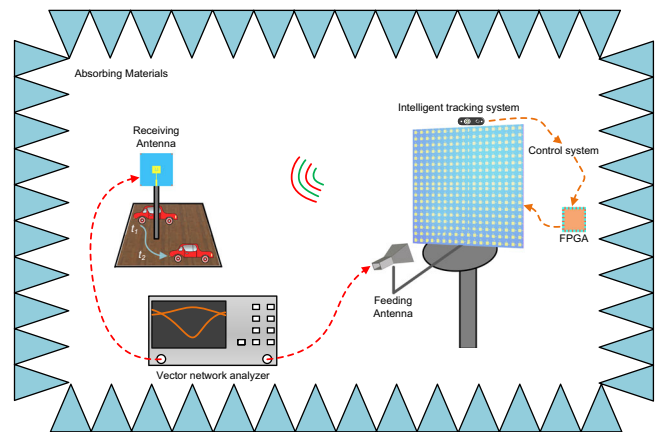 Absorbing Materials
Intelligent tracking system
Receiving
Antenna
Control system
t1
t2
FPGA
Feeding
Antenna
Vector network analyzer